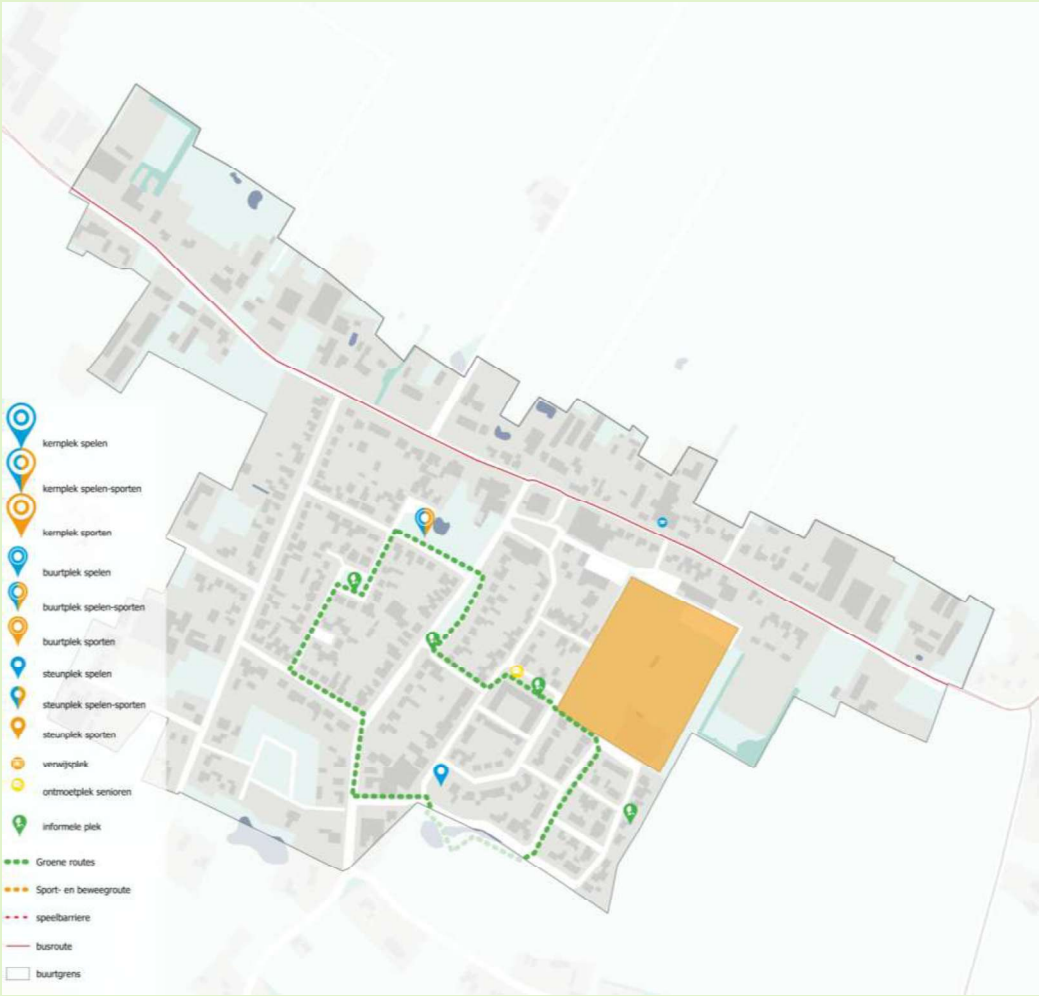 kernplek spelen
kernplek spelen-sporten
kernplek sporten
buurtplek spelen
buurtplek spelen-sporten
buurtplek sporten
steunplek spelen
steunplek spelen-sporten
steunplek sporten
verwijsplek
ontmoetplek senioren
informele plek
Groene routes
Sport- en beweegroute
speelbarriere
busroute
buurtgrens